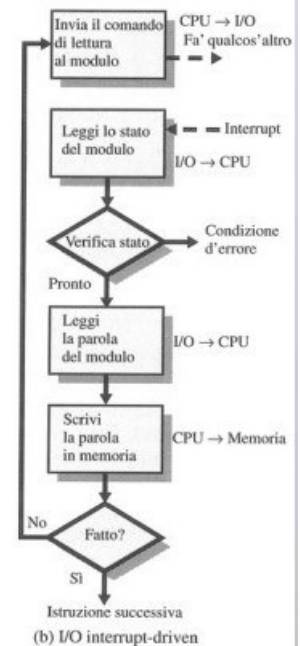 Invia il comando
di lettura
al modulo
CPU → I/O
Fa' qualcos'altro
Leggi lo stato
del modulo
Interrupt
I/O → CPU
Verifica stato
Condizione
d'errore
Pronto
Leggi
la parola
del modulo
I/O → CPU
Scrivi
la parola
in memoria
CPU → Memoria
No
Fatto?
Sì
Istruzione successiva
(b) I/O interrupt-driven